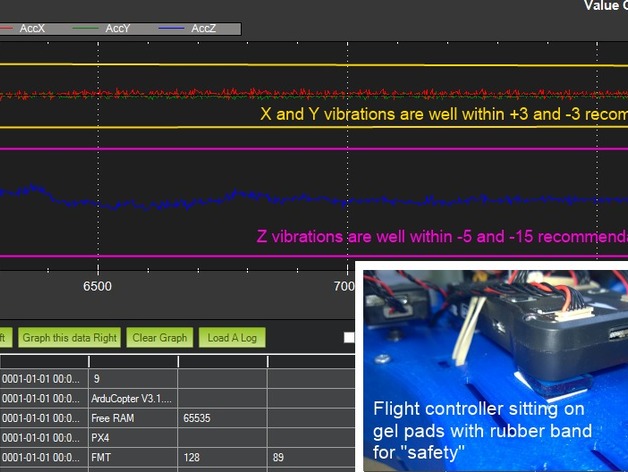 Value
AccX AccY AccZ
X and Y vibrations are well within +3 and -3 recom
Z vibrations are well within -5 and -15 recommenda
6500 700
Graph this data Right Clear Graph Load A Log
0001-01-01 00:0... 9
0001-01-01 00:0... ArduCopter V3.1....
0001-01-01 00:0... Free RAM 65535
0001-01-01 00:0... PX4
0001-01-01 00:0... FMT 128 89
Flight controller sitting on
gel pads with rubber band
for "safety"